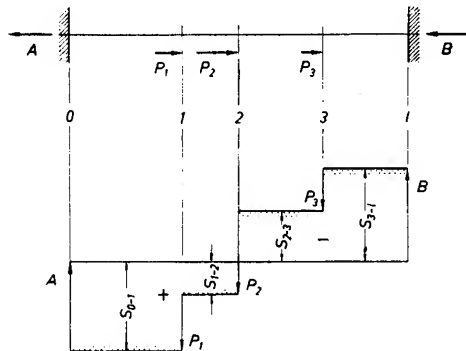 A B
P₁ P₂ P₃
0 1 2 3 l
B
P₃
S₂₋₃
−
S₃₋l
A
S₀₋₁
+
S₁₋₂
P₂
P₁